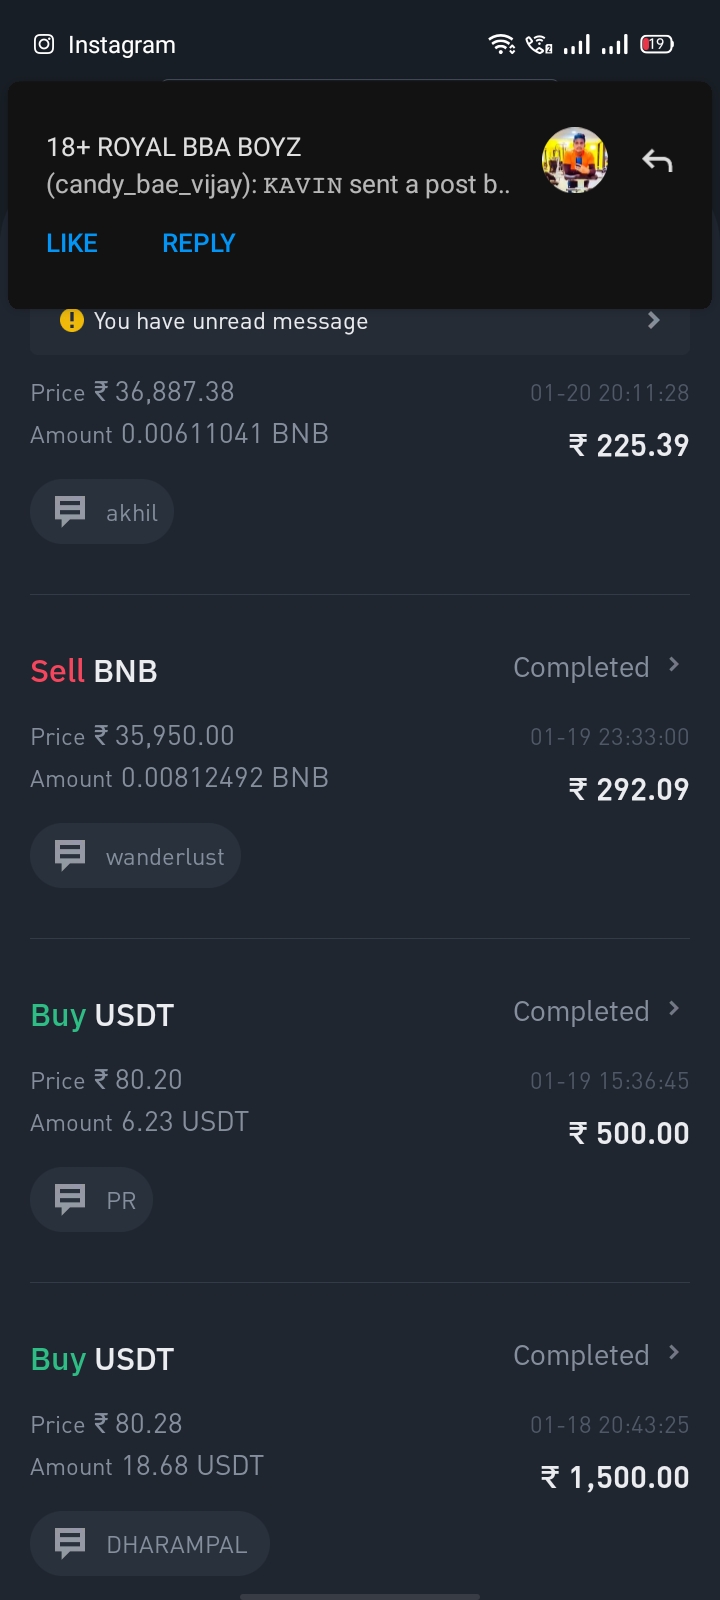 Instagram
19
18+ ROYAL BBA BOYZ
(candy_bae_vijay): KAVIN sent a post b..
LIKE REPLY
You have unread message
Price ₹ 36,887.38 01-20 20:11:28
Amount 0.00611041 BNB ₹ 225.39
akhil
Sell BNB Completed
Price ₹ 35,950.00 01-19 23:33:00
Amount 0.00812492 BNB ₹ 292.09
wanderlust
Buy USDT Completed
Price ₹ 80.20 01-19 15:36:45
Amount 6.23 USDT ₹ 500.00
PR
Buy USDT Completed
Price ₹ 80.28 01-18 20:43:25
Amount 18.68 USDT ₹ 1,500.00
DHARAMPAL